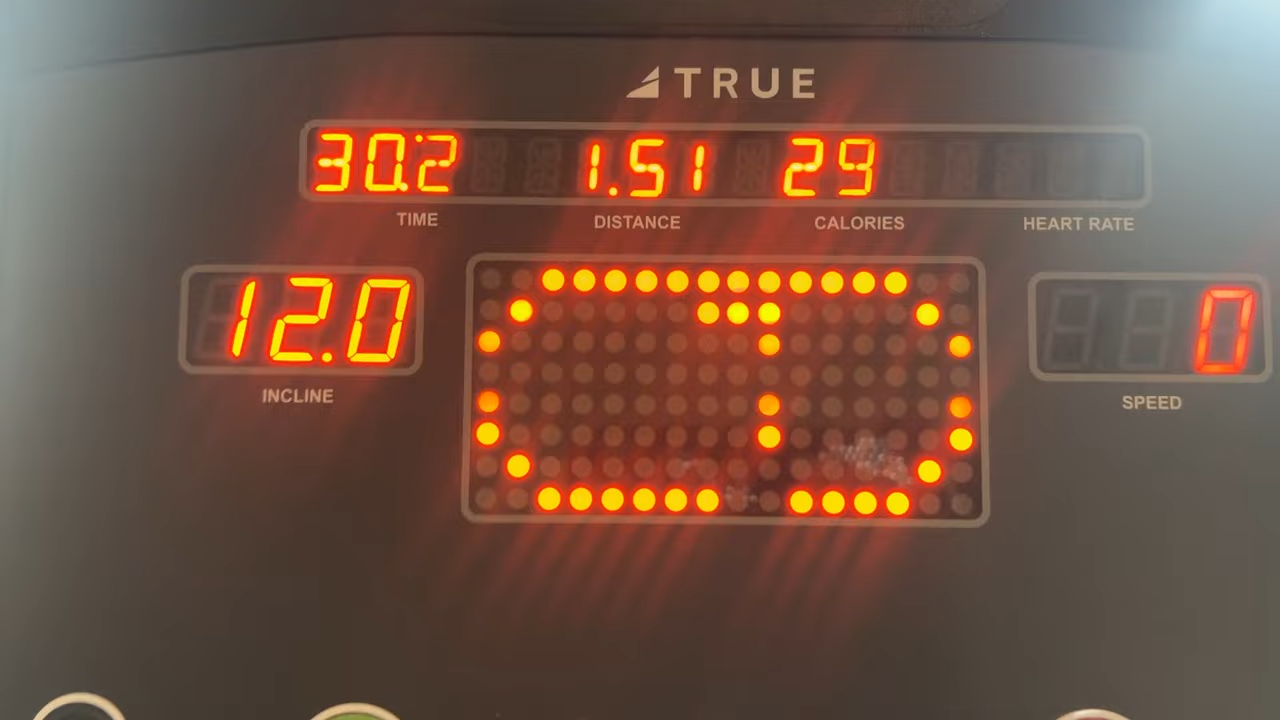 TRUE
30:2 1.51 29
TIME DISTANCE CALORIES HEART RATE
12.0 0
INCLINE SPEED